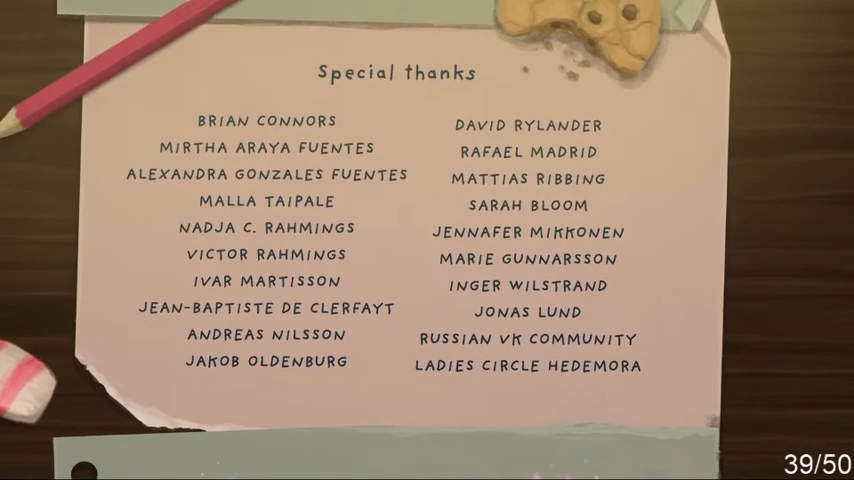 Special thanks
BRIAN CONNORS
MIRTHA ARAYA FUENTES
ALEXANDRA GONZALES FUENTES
MALLA TAIPALE
NADJA C. RAHMINGS
VICTOR RAHMINGS
IVAR MARTISSON
JEAN-BAPTISTE DE CLERFAYT
ANDREAS NILSSON
JAKOB OLDENBURG
DAVID RYLANDER
RAFAEL MADRID
MATTIAS RIBBING
SARAH BLOOM
JENNAFER MIKKONEN
MARIE GUNNARSSON
INGER WILSTRAND
JONAS LUND
RUSSIAN VK COMMUNITY
LADIES CIRCLE HEDEMORA
39/50